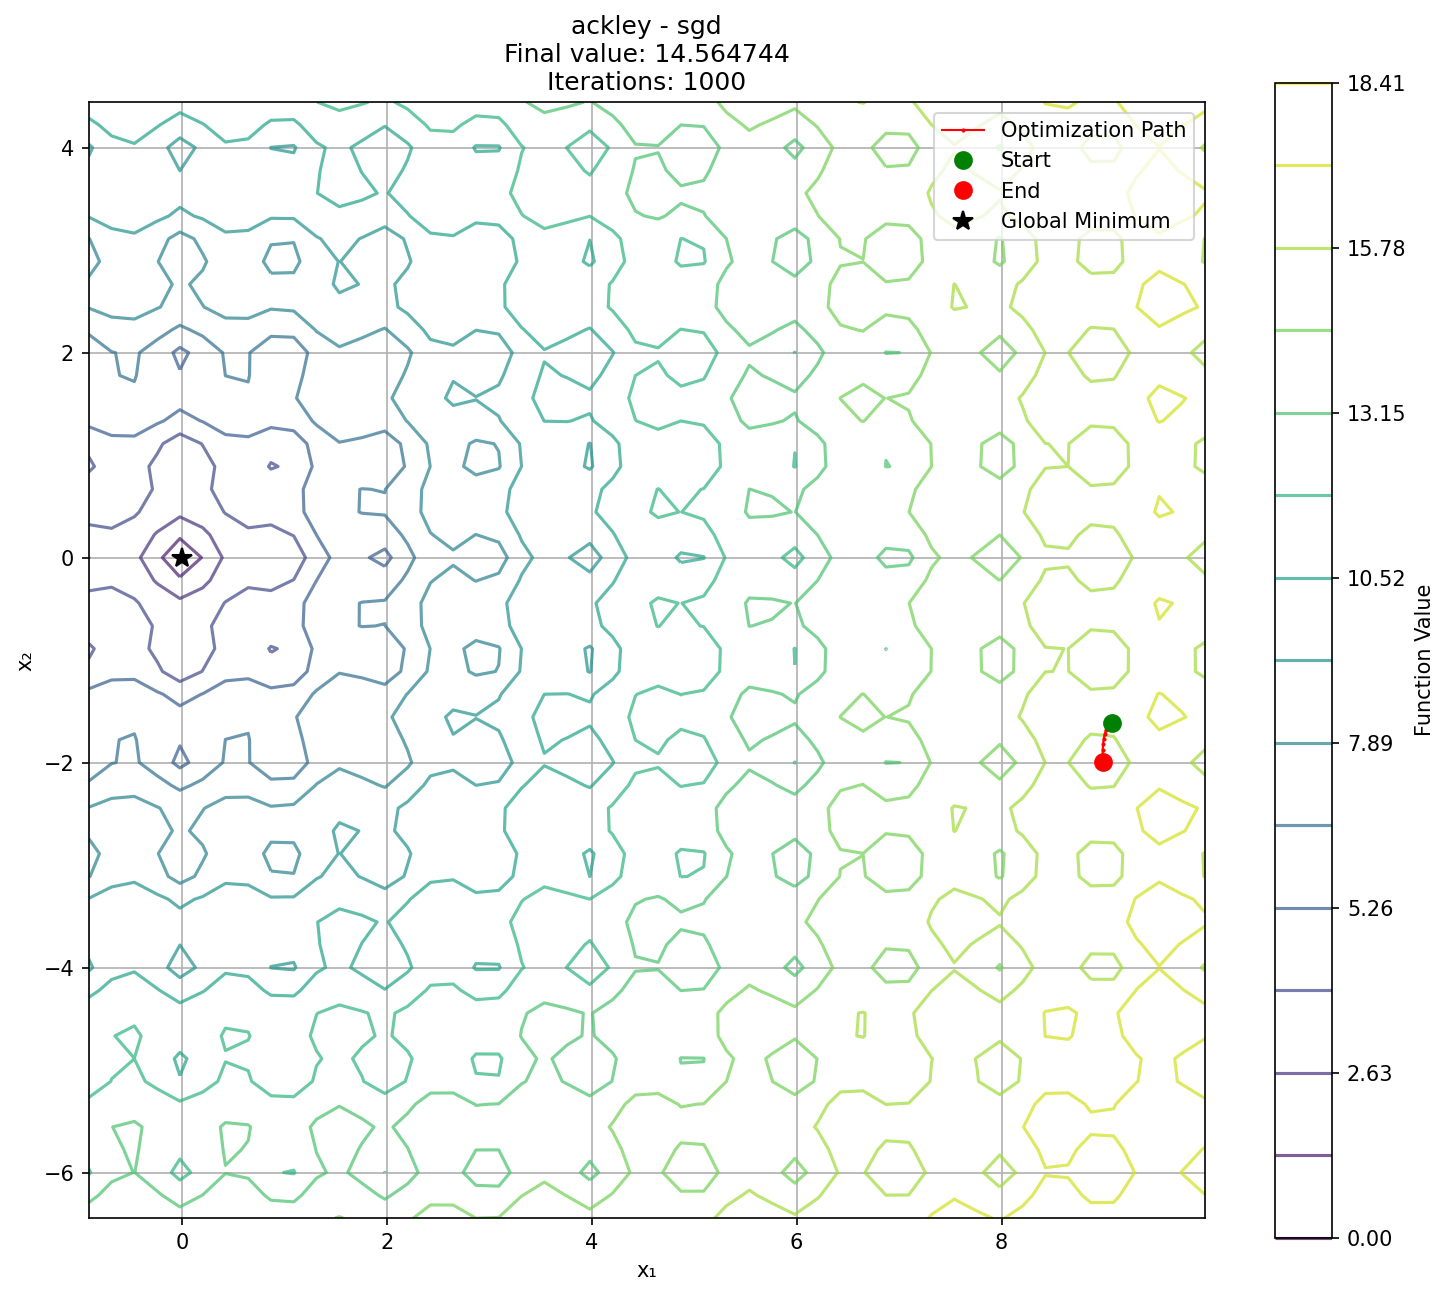 ackley - sgd
Final value: 14.564744
Iterations: 1000
Optimization Path
Start
End
Global Minimum
4
2
0
−2
−4
−6
x₂
0
2
4
6
8
x₁
18.41
15.78
13.15
10.52
7.89
5.26
2.63
0.00
Function Value